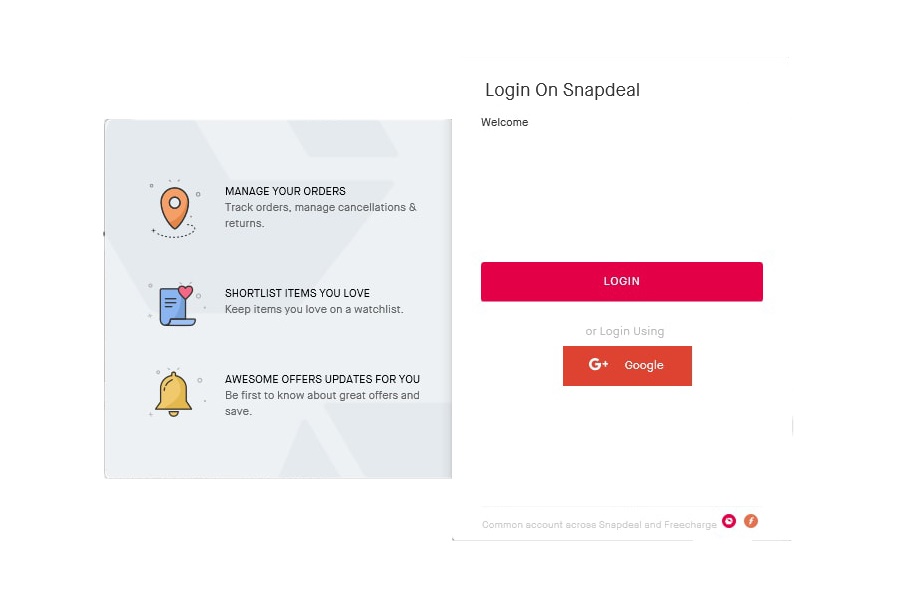 Login On Snapdeal
Welcome
MANAGE YOUR ORDERS
Track orders, manage cancellations &
returns.
SHORTLIST ITEMS YOU LOVE
Keep items you love on a watchlist.
AWESOME OFFERS UPDATES FOR YOU
Be first to know about great offers and
save.
LOGIN
or Login Using
G+ Google
Common account across Snapdeal and Freecharge